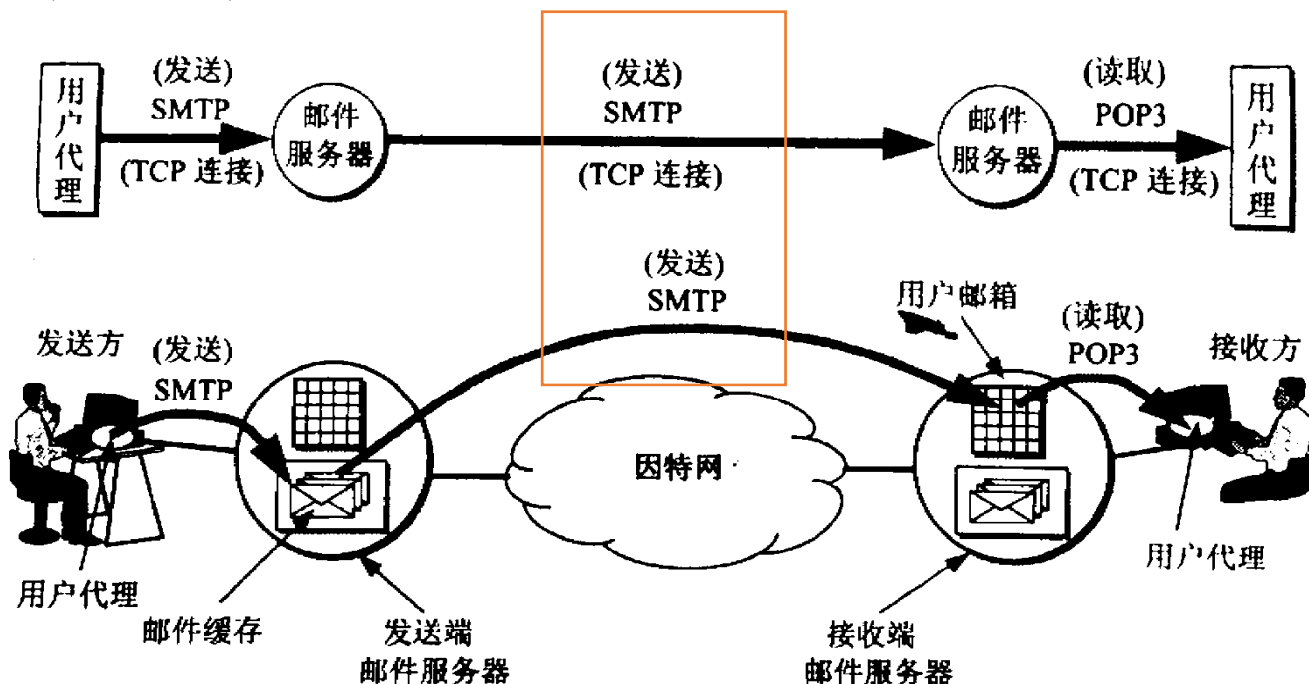 用户代理
(发送)
SMTP
(TCP 连接)
邮件
服务器
(发送)
SMTP
(TCP 连接)
邮件
服务器
(读取)
POP3
(TCP 连接)
用户代理
发送方
(发送)
SMTP
(发送)
SMTP
用户邮箱
(读取)
POP3
接收方
因特网
用户代理
邮件缓存
发送端
邮件服务器
接收端
邮件服务器
用户代理